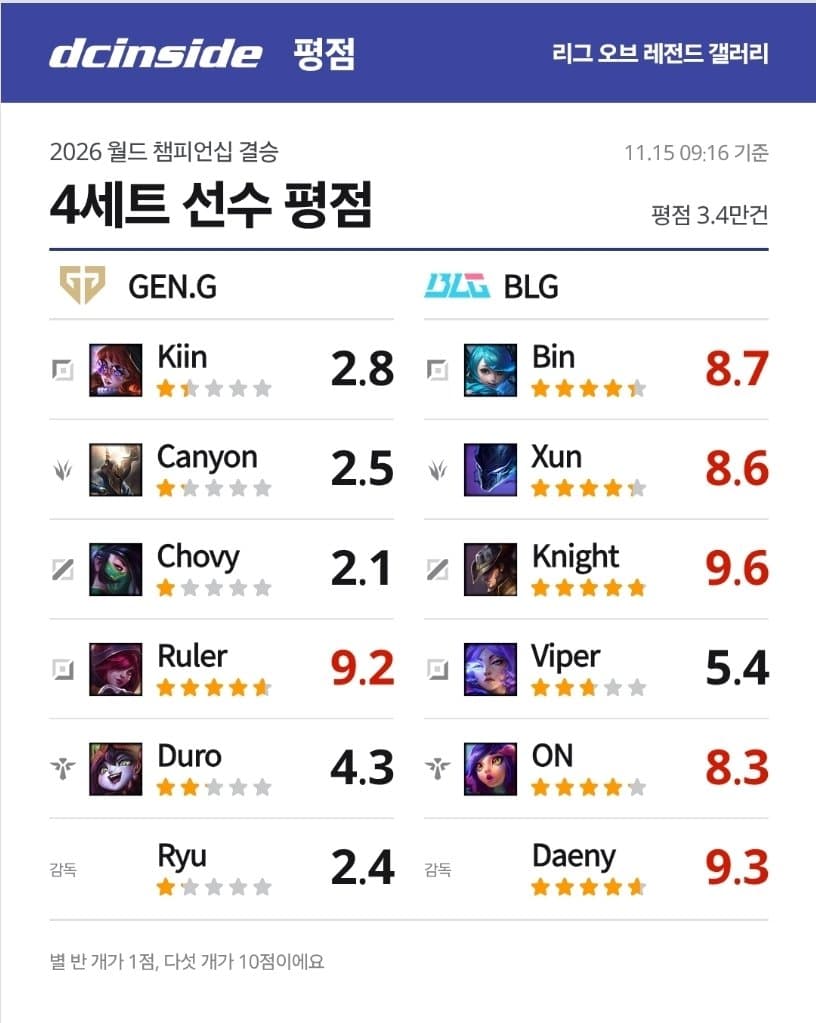 dcinside 평점
리그 오브 레전드 갤러리
2026 월드 챔피언십 결승
11.15 09:16 기준
4세트 선수 평점
평점 3.4만건
GEN.G
BLG BLG
Kiin 2.8
Bin 8.7
Canyon 2.5
Xun 8.6
Chovy 2.1
Knight 9.6
Ruler 9.2
Viper 5.4
Duro 4.3
ON 8.3
감독 Ryu 2.4
감독 Daeny 9.3
별 반 개가 1점, 다섯 개가 10점이에요